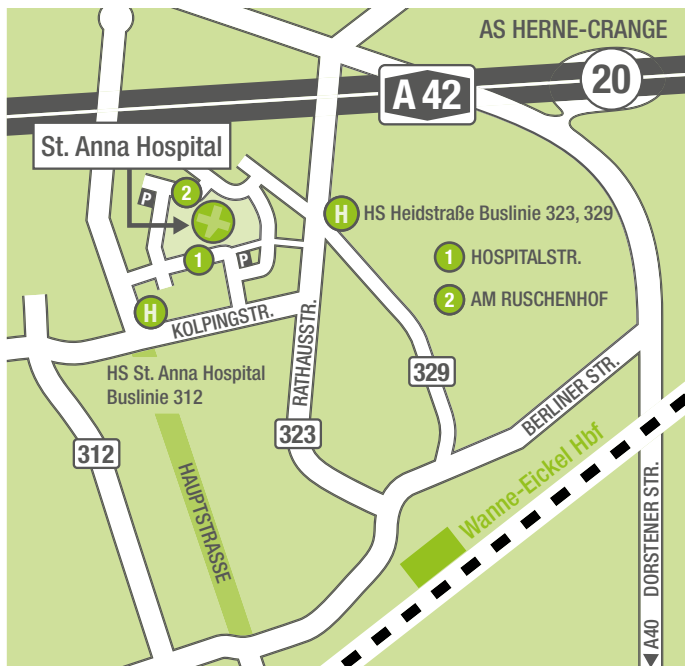 AS HERNE-CRANGE
20
A 42
St. Anna Hospital
P
2
H
HS Heidstraße Buslinie 323, 329
1
P
1 HOSPITALSTR.
2 AM RUSCHENHOF
H
KOLPINGSTR.
RATHAUSSTR.
HS St. Anna Hospital
Buslinie 312
329
BERLINER STR.
323
312
HAUPTSTRASSE
Wanne-Eickel Hbf
DORSTENER STR.
A40